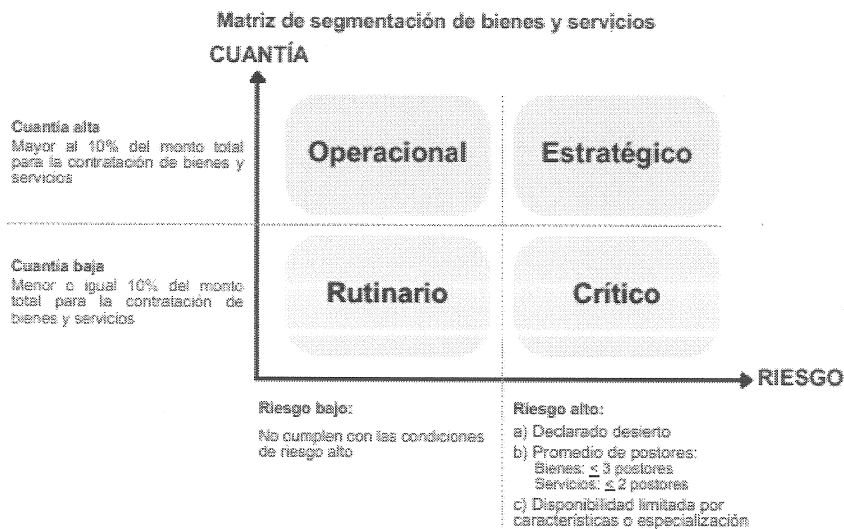 Matriz de segmentación de bienes y servicios
CUANTÍA
Cuantía alta
Mayor al 10% del monto total
para la contratación de bienes y
servicios
Operacional
Estratégico
Cuantía baja
Menor o igual 10% del monto
total para la contratación de
bienes y servicios
Rutinario
Crítico
RIESGO
Riesgo bajo:
No cumplen con las condiciones
de riesgo alto
Riesgo alto:
a) Declarado desierto
b) Promedio de postores:
Bienes: ≤ 3 postores
Servicios: ≤ 2 postores
c) Disponibilidad limitada por
características o especialización